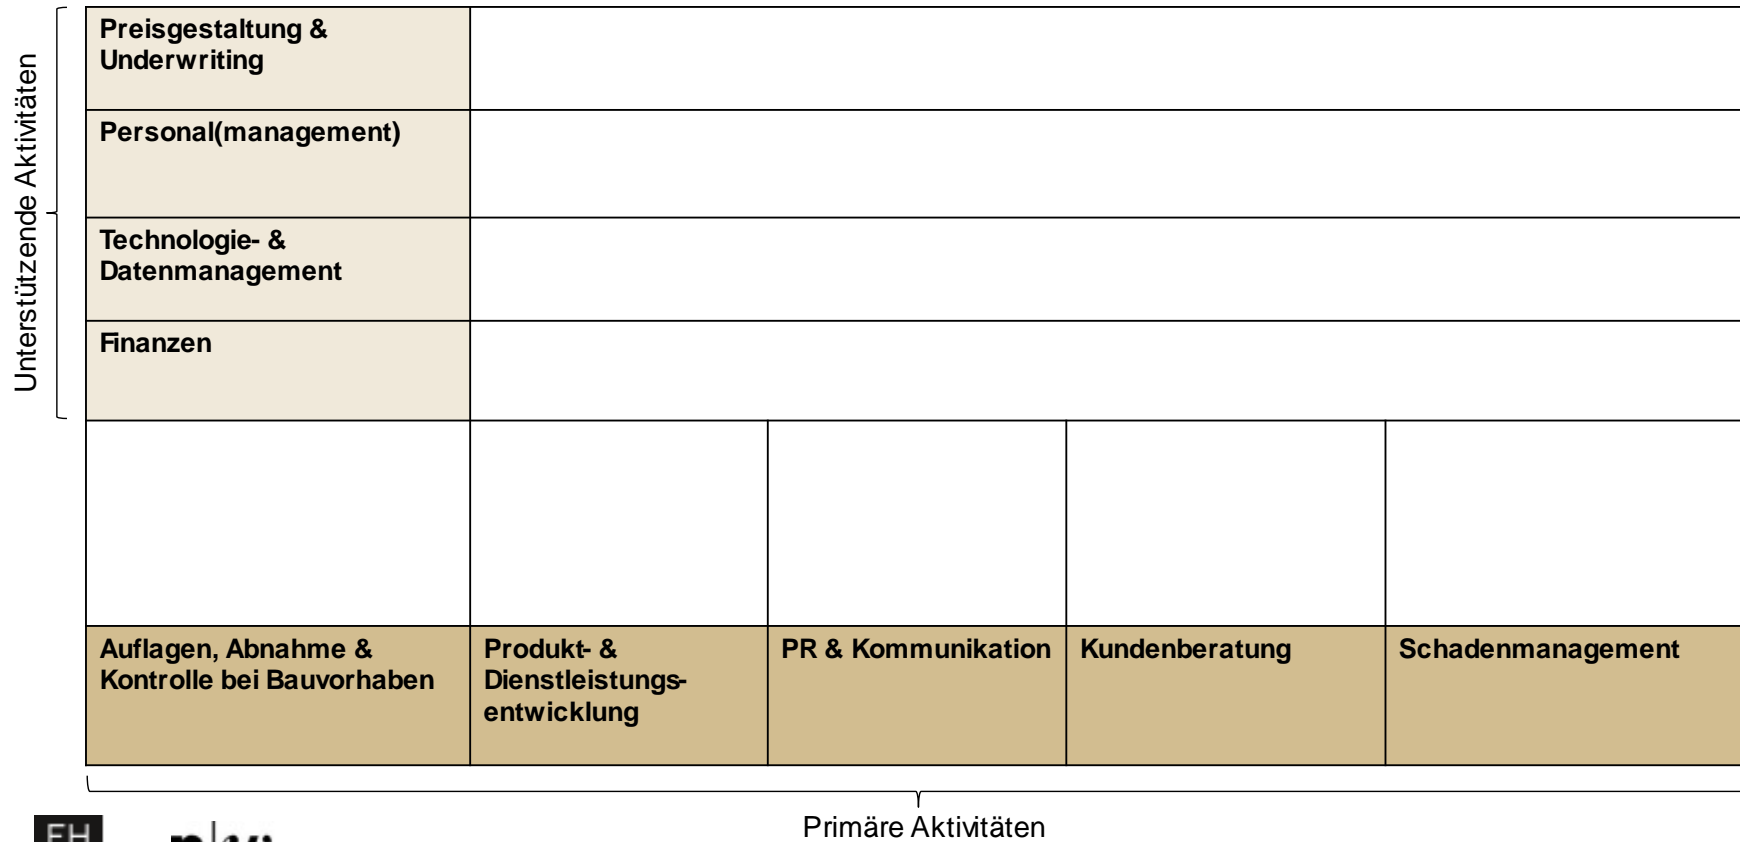 Unterstützende Aktivitäten
Preisgestaltung &
Underwriting
Personal(management)
Technologie- &
Datenmanagement
Finanzen
Auflagen, Abnahme &
Kontrolle bei Bauvorhaben
Produkt- &
Dienstleistungs-
entwicklung
PR & Kommunikation
Kundenberatung
Schadenmanagement
Primäre Aktivitäten